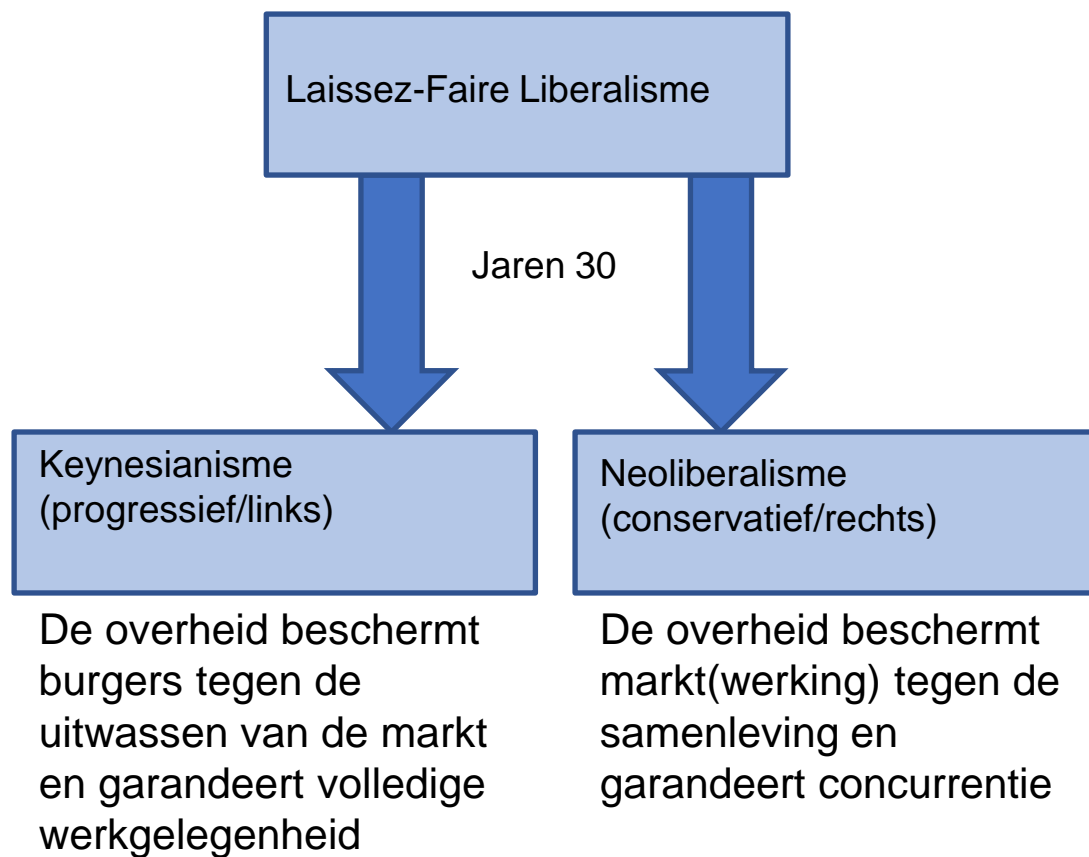 Laissez-Faire Liberalisme
Jaren 30
Keynesianisme
(progressief/links)
De overheid beschermt
burgers tegen de
uitwassen van de markt
en garandeert volledige
werkgelegenheid
Neoliberalisme
(conservatief/rechts)
De overheid beschermt
markt(werking) tegen de
samenleving en
garandeert concurrentie